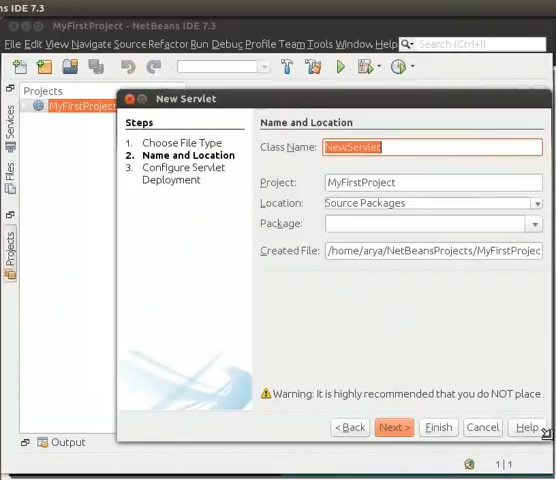 ns IDE 7.3
MyFirstProject - NetBeans IDE 7.3
File Edit View Navigate Source Refactor Run Debug Profile Team Tools Window Help Search (Ctrl+I)
Projects
MyFirstProject
Services
Files
Projects
New Servlet
Steps
1. Choose File Type
2. Name and Location
3. Configure Servlet
Deployment
Name and Location
Class Name: NewServlet
Project: MyFirstProject
Location: Source Packages
Package:
Created File: /home/arya/NetBeansProjects/MyFirstProjec
Warning: It is highly recommended that you do NOT place
< Back Next > Finish Cancel Help
Output
1 | 1